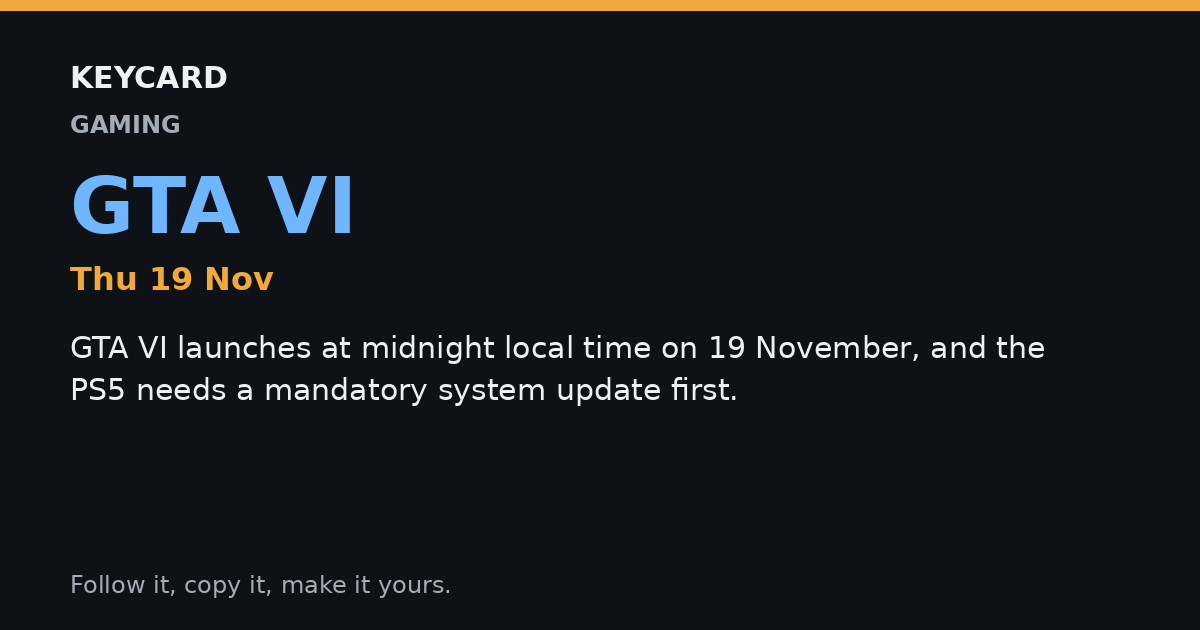 KEYCARD
GAMING
GTA VI
Thu 19 Nov
GTA VI launches at midnight local time on 19 November, and the
PS5 needs a mandatory system update first.
Follow it, copy it, make it yours.